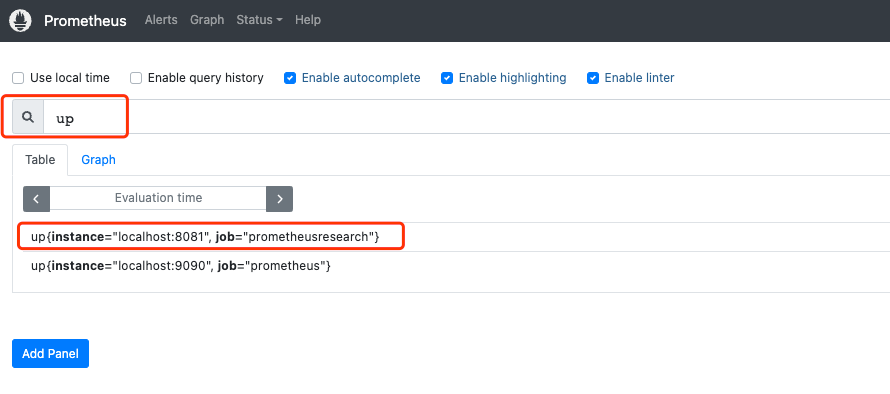 Prometheus Alerts Graph Status Help
Use local time Enable query history Enable autocomplete Enable highlighting Enable linter
up
Table Graph
Evaluation time
up{instance="localhost:8081", job="prometheusresearch"}
up{instance="localhost:9090", job="prometheus"}
Add Panel